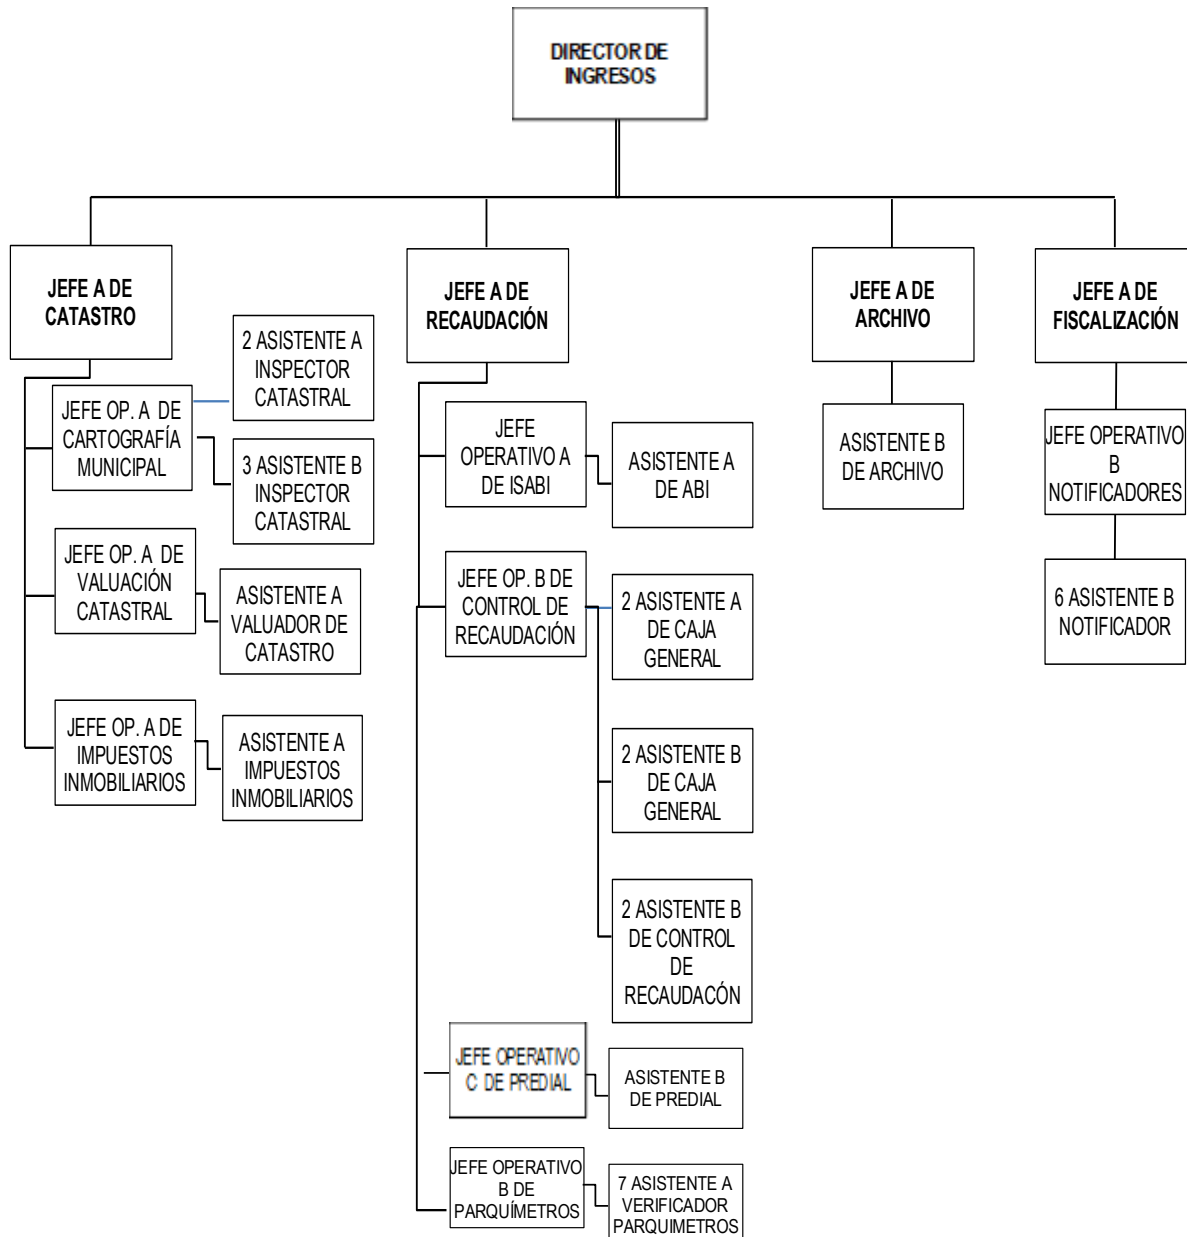 DIRECTOR DE
INGRESOS
JEFE A DE
CATASTRO
JEFE A DE
RECAUDACIÓN
JEFE A DE
ARCHIVO
JEFE A DE
FISCALIZACIÓN
JEFE OP. A DE
CARTOGRAFÍA
MUNICIPAL
2 ASISTENTE A
INSPECTOR
CATASTRAL
3 ASISTENTE B
INSPECTOR
CATASTRAL
JEFE OP. A DE
VALUACIÓN
CATASTRAL
ASISTENTE A
VALUADOR DE
CATASTRO
JEFE OP. A DE
IMPUESTOS
INMOBILIARIOS
ASISTENTE A
IMPUESTOS
INMOBILIARIOS
JEFE
OPERATIVO A
DE ISABI
ASISTENTE A
DE ABI
JEFE OP. B DE
CONTROL DE
RECAUDACIÓN
2 ASISTENTE A
DE CAJA
GENERAL
2 ASISTENTE B
DE CAJA
GENERAL
2 ASISTENTE B
DE CONTROL
DE
RECAUDACÓN
JEFE OPERATIVO
C DE PREDIAL
ASISTENTE B
DE PREDIAL
JEFE OPERATIVO
B DE
PARQUÍMETROS
7 ASISTENTE A
VERIFICADOR
PARQUIMETROS
ASISTENTE B
DE ARCHIVO
JEFE OPERATIVO
B
NOTIFICADORES
6 ASISTENTE B
NOTIFICADOR